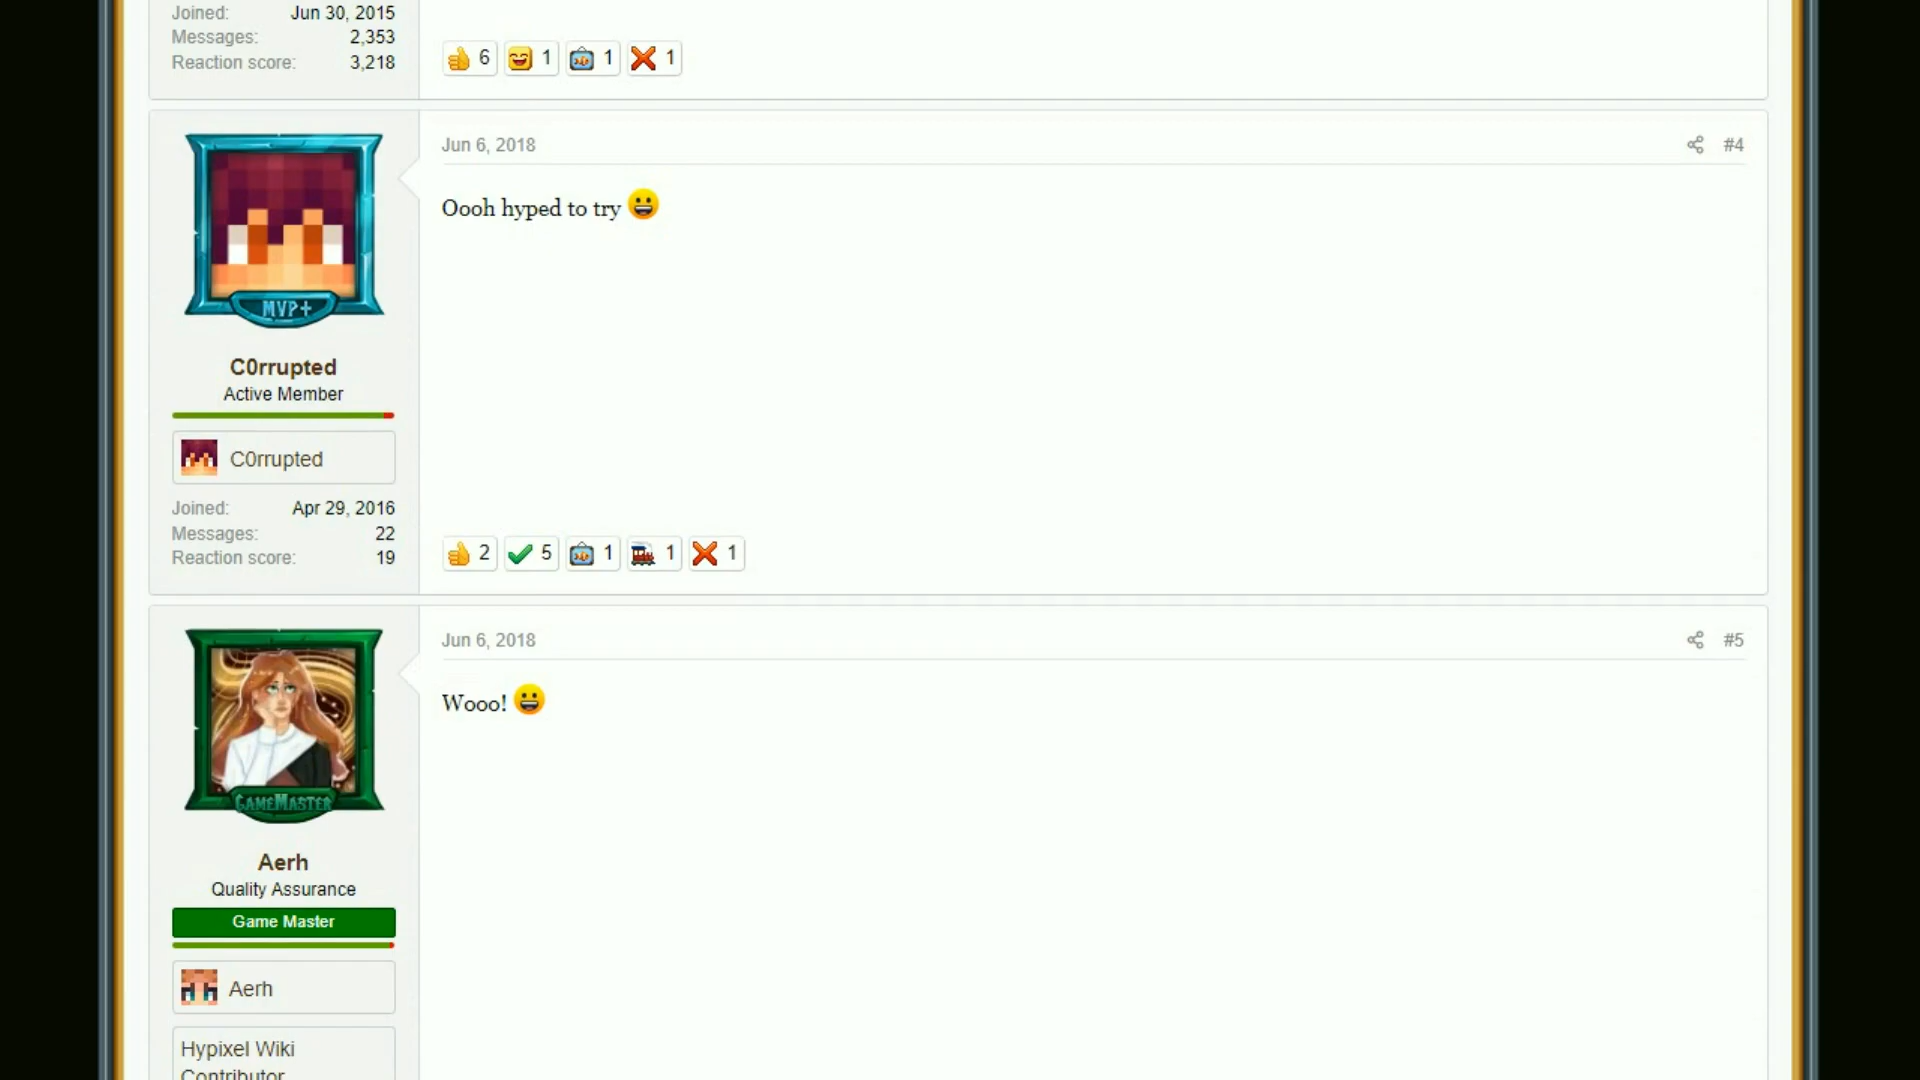 Joined: Jun 30, 2015
Messages: 2,353
Reaction score: 3,218
6 1 1 1
Jun 6, 2018 #4
Oooh hyped to try
MVP+
C0rrupted
Active Member
C0rrupted
Joined: Apr 29, 2016
Messages: 22
Reaction score: 19
2 5 1 1 1
Jun 6, 2018 #5
Wooo!
GAMEMASTER
Aerh
Quality Assurance
Game Master
Aerh
Hypixel Wiki
Contributor